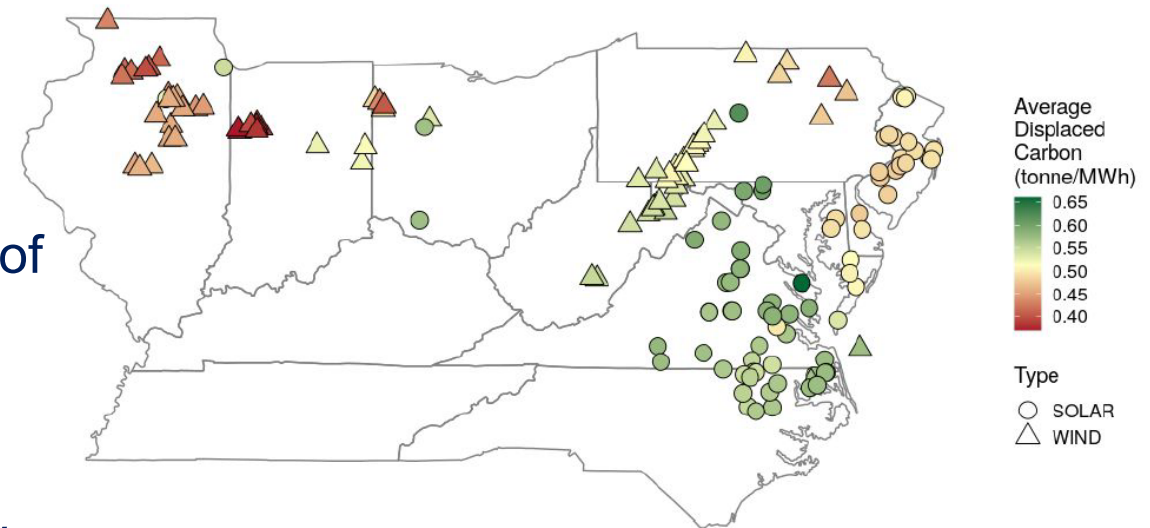 of
Average
Displaced
Carbon
(tonne/MWh)
0.65
0.60
0.55
0.50
0.45
0.40
Type
SOLAR
WIND